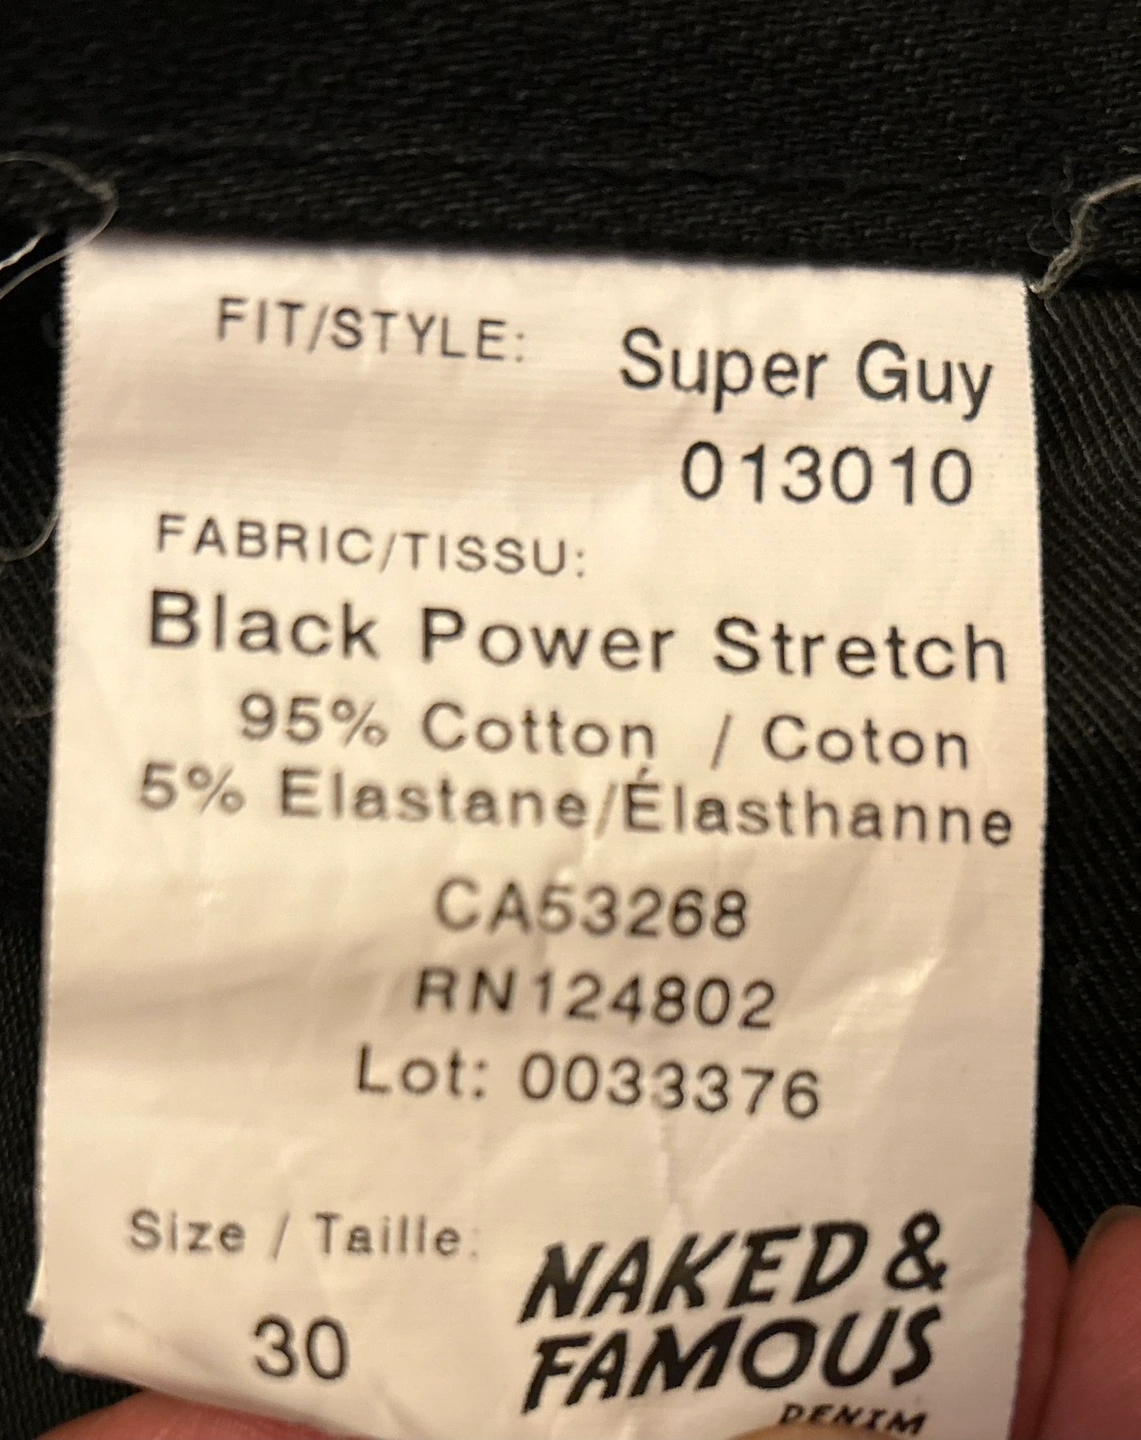 FIT/STYLE: Super Guy
013010
FABRIC/TISSU:
Black Power Stretch
95% Cotton / Coton
5% Elastane/Élasthanne
CA53268
RN124802
Lot: 0033376
Size / Taille:
30
NAKED &
FAMOUS
DENIM